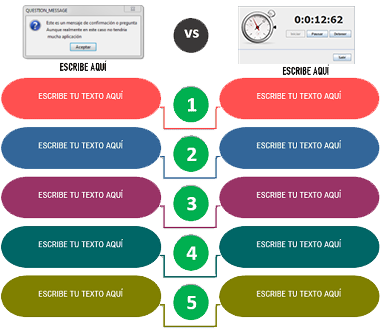 QUESTION_MESSAGE
Este es un mensaje de confirmación o pregunta
Aunque realmente en este caso no tendria
mucha aplicación
Aceptar
VS
0:0:12:62
Iniciar Pausar Detener
Salir
ESCRIBE AQUÍ ESCRIBE AQUÍ
ESCRIBE TU TEXTO AQUÍ 1 ESCRIBE TU TEXTO AQUÍ
ESCRIBE TU TEXTO AQUÍ 2 ESCRIBE TU TEXTO AQUÍ
ESCRIBE TU TEXTO AQUÍ 3 ESCRIBE TU TEXTO AQUÍ
ESCRIBE TU TEXTO AQUÍ 4 ESCRIBE TU TEXTO AQUÍ
ESCRIBE TU TEXTO AQUÍ 5 ESCRIBE TU TEXTO AQUÍ